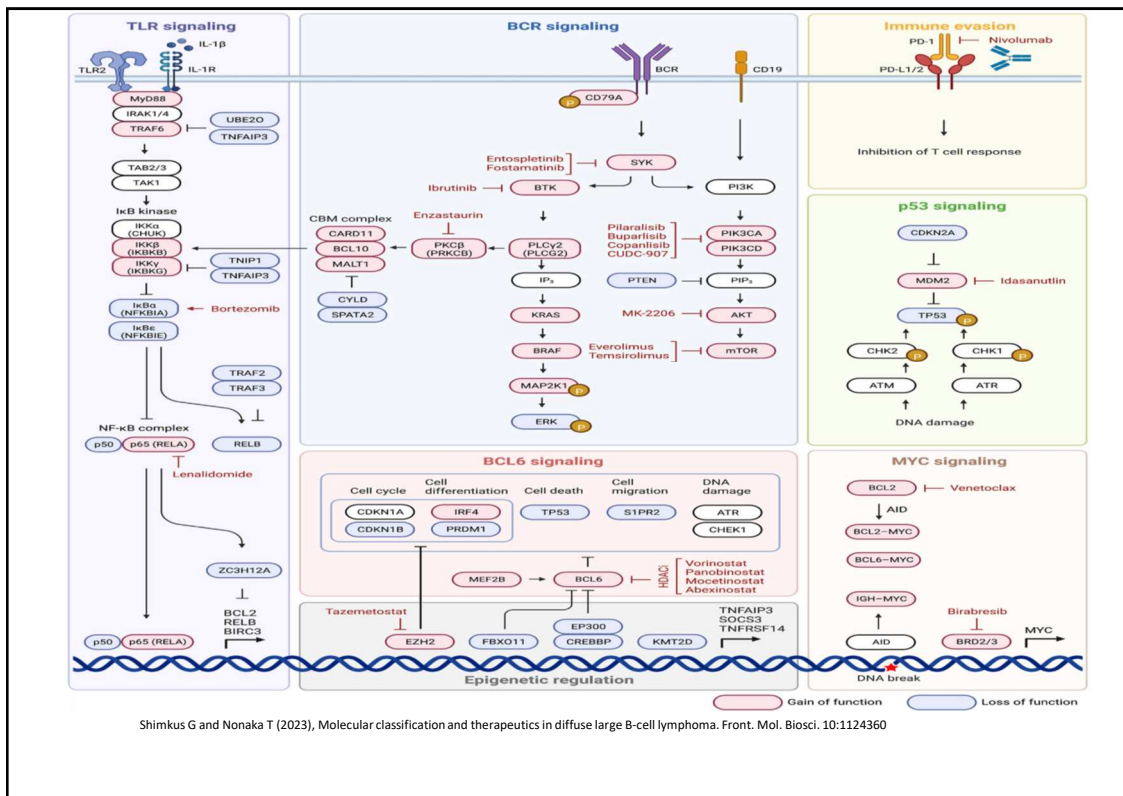 TLR signaling
IL-1β
TLR2
IL-1R
MyD88
IRAK1/4
TRAF6
UBE2O
TNFAIP3
TAB2/3
TAK1
IκB kinase
IKKα
(CHUK)
IKKβ
(IKBKB)
IKKγ
(IKBKG)
TNIP1
TNFAIP3
IκBα
(NFKBIA)
Bortezomib
IκBε
(NFKBIE)
TRAF2
TRAF3
NF-κB complex
p50
p65 (RELA)
RELB
Lenalidomide
ZC3H12A
BCL2
RELB
BIRC3
p50
p65 (RELA)
BCR signaling
BCR
CD19
CD79A
P
Entospletinib
Fostamatinib
SYK
Ibrutinib
BTK
PI3K
CBM complex
Enzastaurin
CARD11
BCL10
MALT1
PKCβ
(PRKCB)
PLCγ2
(PLCG2)
Pilaralisib
Buparlisib
Copanlisib
CUDC-907
PIK3CA
PIK3CD
CYLD
SPATA2
IP₃
PTEN
PIP₃
KRAS
MK-2206
AKT
BRAF
Everolimus
Temsirolimus
mTOR
MAP2K1
P
ERK
P
BCL6 signaling
Cell cycle
Cell
differentiation
Cell death
Cell
migration
DNA
damage
CDKN1A
CDKN1B
IRF4
PRDM1
TP53
S1PR2
ATR
CHEK1
MEF2B
BCL6
HDACi
Vorinostat
Panobinostat
Mocetinostat
Abexinostat
Tazemetostat
EZH2
FBXO11
EP300
CREBBP
KMT2D
TNFAIP3
SOCS3
TNFRSF14
Epigenetic regulation
Immune evasion
PD-1
Nivolumab
PD-L1/2
Inhibition of T cell response
p53 signaling
CDKN2A
MDM2
Idasanutlin
TP53
P
CHK2
P
CHK1
P
ATM
ATR
DNA damage
MYC signaling
BCL2
Venetoclax
AID
BCL2-MYC
BCL6-MYC
IGH-MYC
Birabresib
AID
BRD2/3
MYC
DNA break
Gain of function
Loss of function
Shimkus G and Nonaka T (2023), Molecular classification and therapeutics in diffuse large B-cell lymphoma. Front. Mol. Biosci. 10:1124360